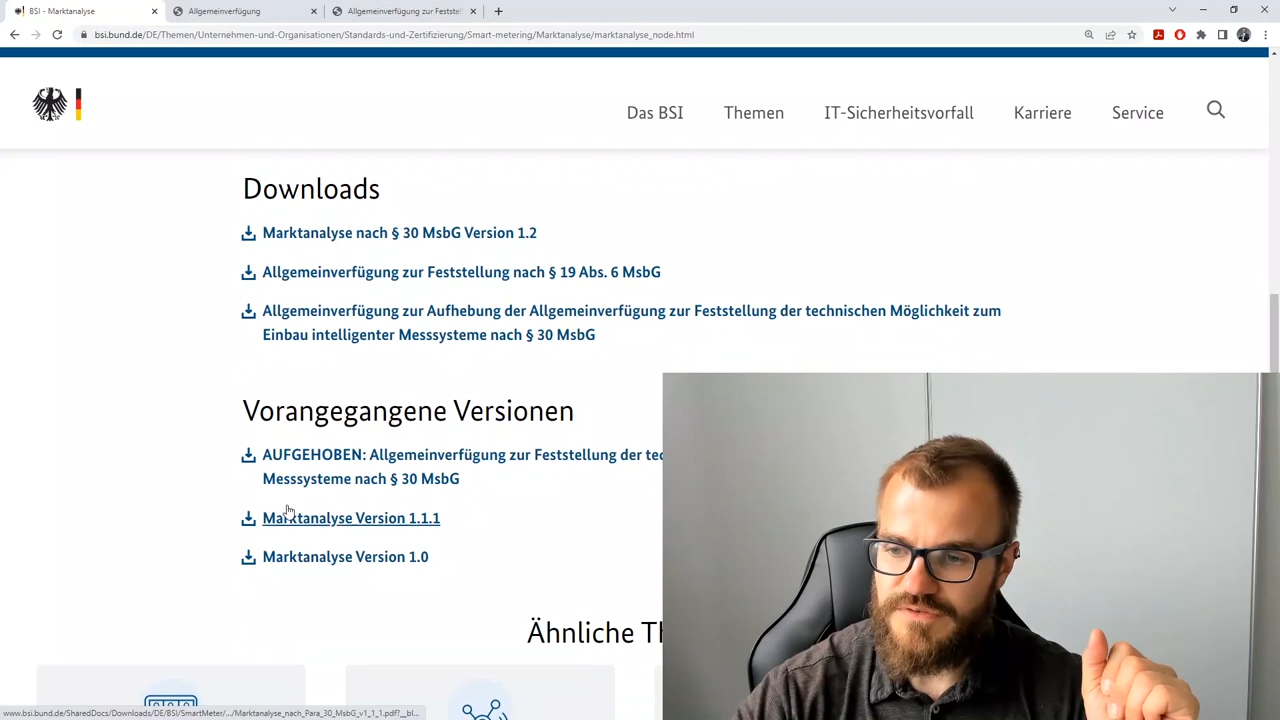 BSI - Marktanalyse
Allgemeinverfügung
Allgemeinverfügung zur Festste
bsi.bund.de/DE/Themen/Unternehmen-und-Organisationen/Standards-und-Zertifizierung/Smart-metering/Marktanalyse/marktanalyse_node.html
Das BSI
Themen
IT-Sicherheitsvorfall
Karriere
Service
Downloads
Marktanalyse nach § 30 MsbG Version 1.2
Allgemeinverfügung zur Feststellung nach § 19 Abs. 6 MsbG
Allgemeinverfügung zur Aufhebung der Allgemeinverfügung zur Feststellung der technischen Möglichkeit zum
Einbau intelligenter Messsysteme nach § 30 MsbG
Vorangegangene Versionen
AUFGEHOBEN: Allgemeinverfügung zur Feststellung der tec
Messsysteme nach § 30 MsbG
Marktanalyse Version 1.1.1
Marktanalyse Version 1.0
Ähnliche Th
www.bsi.bund.de/SharedDocs/Downloads/DE/BSI/SmartMeter/.../Marktanalyse_nach_Para_30_MsbG_v1_1_1.pdf?__bl...